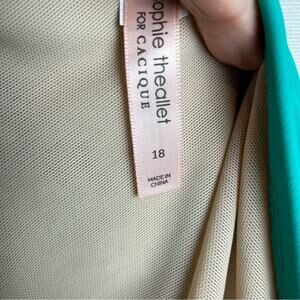 ophie theallet
FOR CACIQUE
18
MADE IN
CHINA